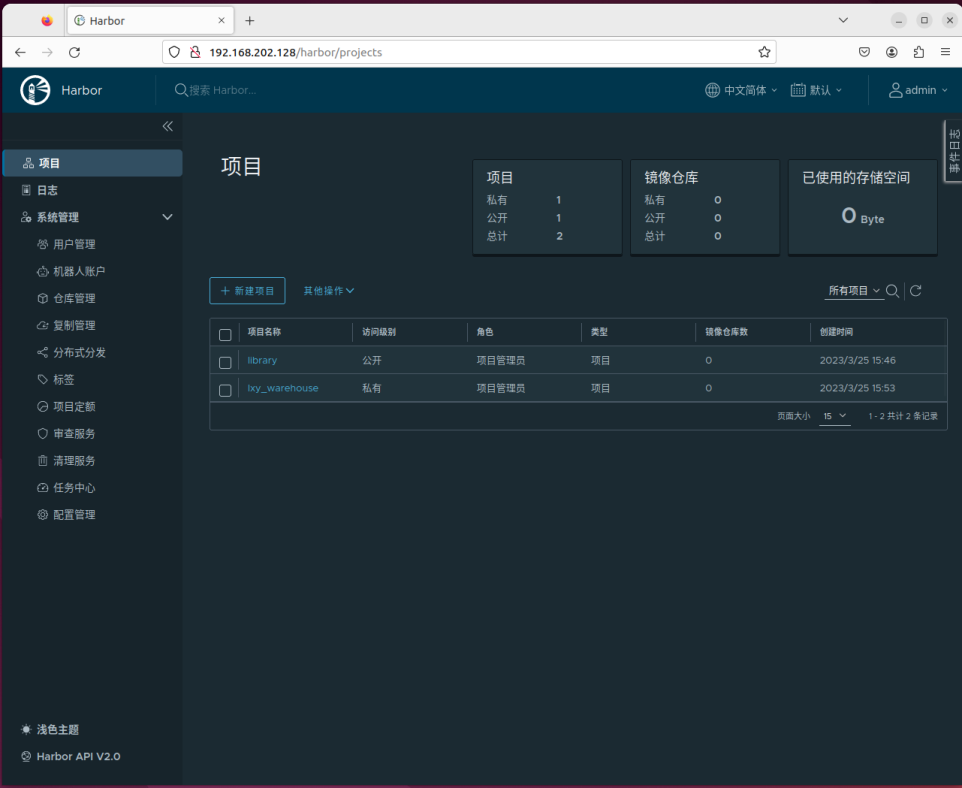 Harbor
192.168.202.128/harbor/projects
Harbor 搜索 Harbor... 中文简体 默认 admin
事件日志
项目
日志
系统管理
用户管理
机器人账户
仓库管理
复制管理
分布式分发
标签
项目定额
审查服务
清理服务
任务中心
配置管理
浅色主题
Harbor API V2.0
项目
项目
私有 1
公开 1
总计 2
镜像仓库
私有 0
公开 0
总计 0
已使用的存储空间
0 Byte
+ 新建项目 其他操作 所有项目
项目名称 访问级别 角色 类型 镜像仓库数 创建时间
library 公开 项目管理员 项目 0 2023/3/25 15:46
lxy_warehouse 私有 项目管理员 项目 0 2023/3/25 15:53
页面大小 15 1 - 2 共计 2 条记录